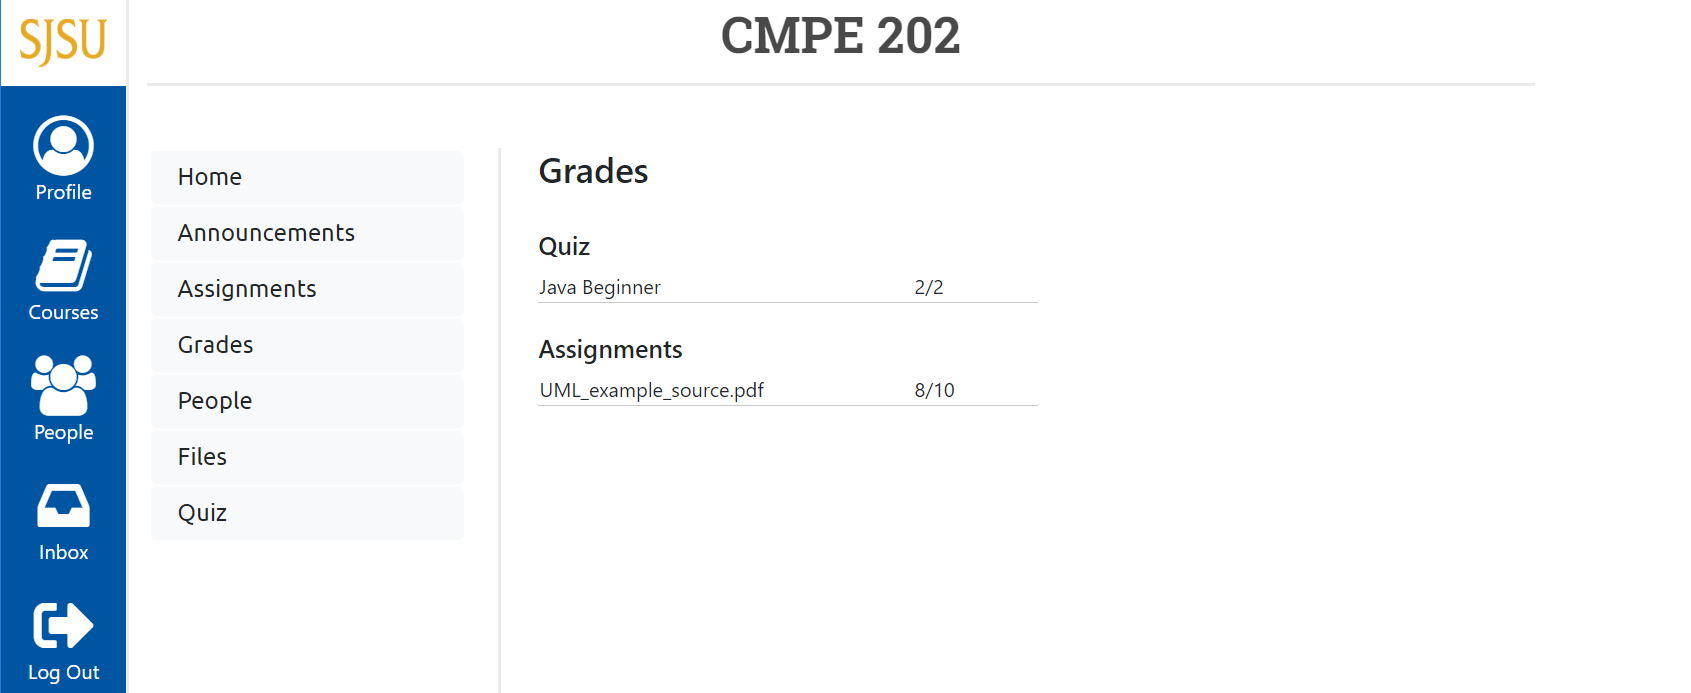 SJSU
CMPE 202
Profile
Courses
People
Inbox
Log Out
Home
Announcements
Assignments
Grades
People
Files
Quiz
Grades
Quiz
Java Beginner 2/2
Assignments
UML_example_source.pdf 8/10